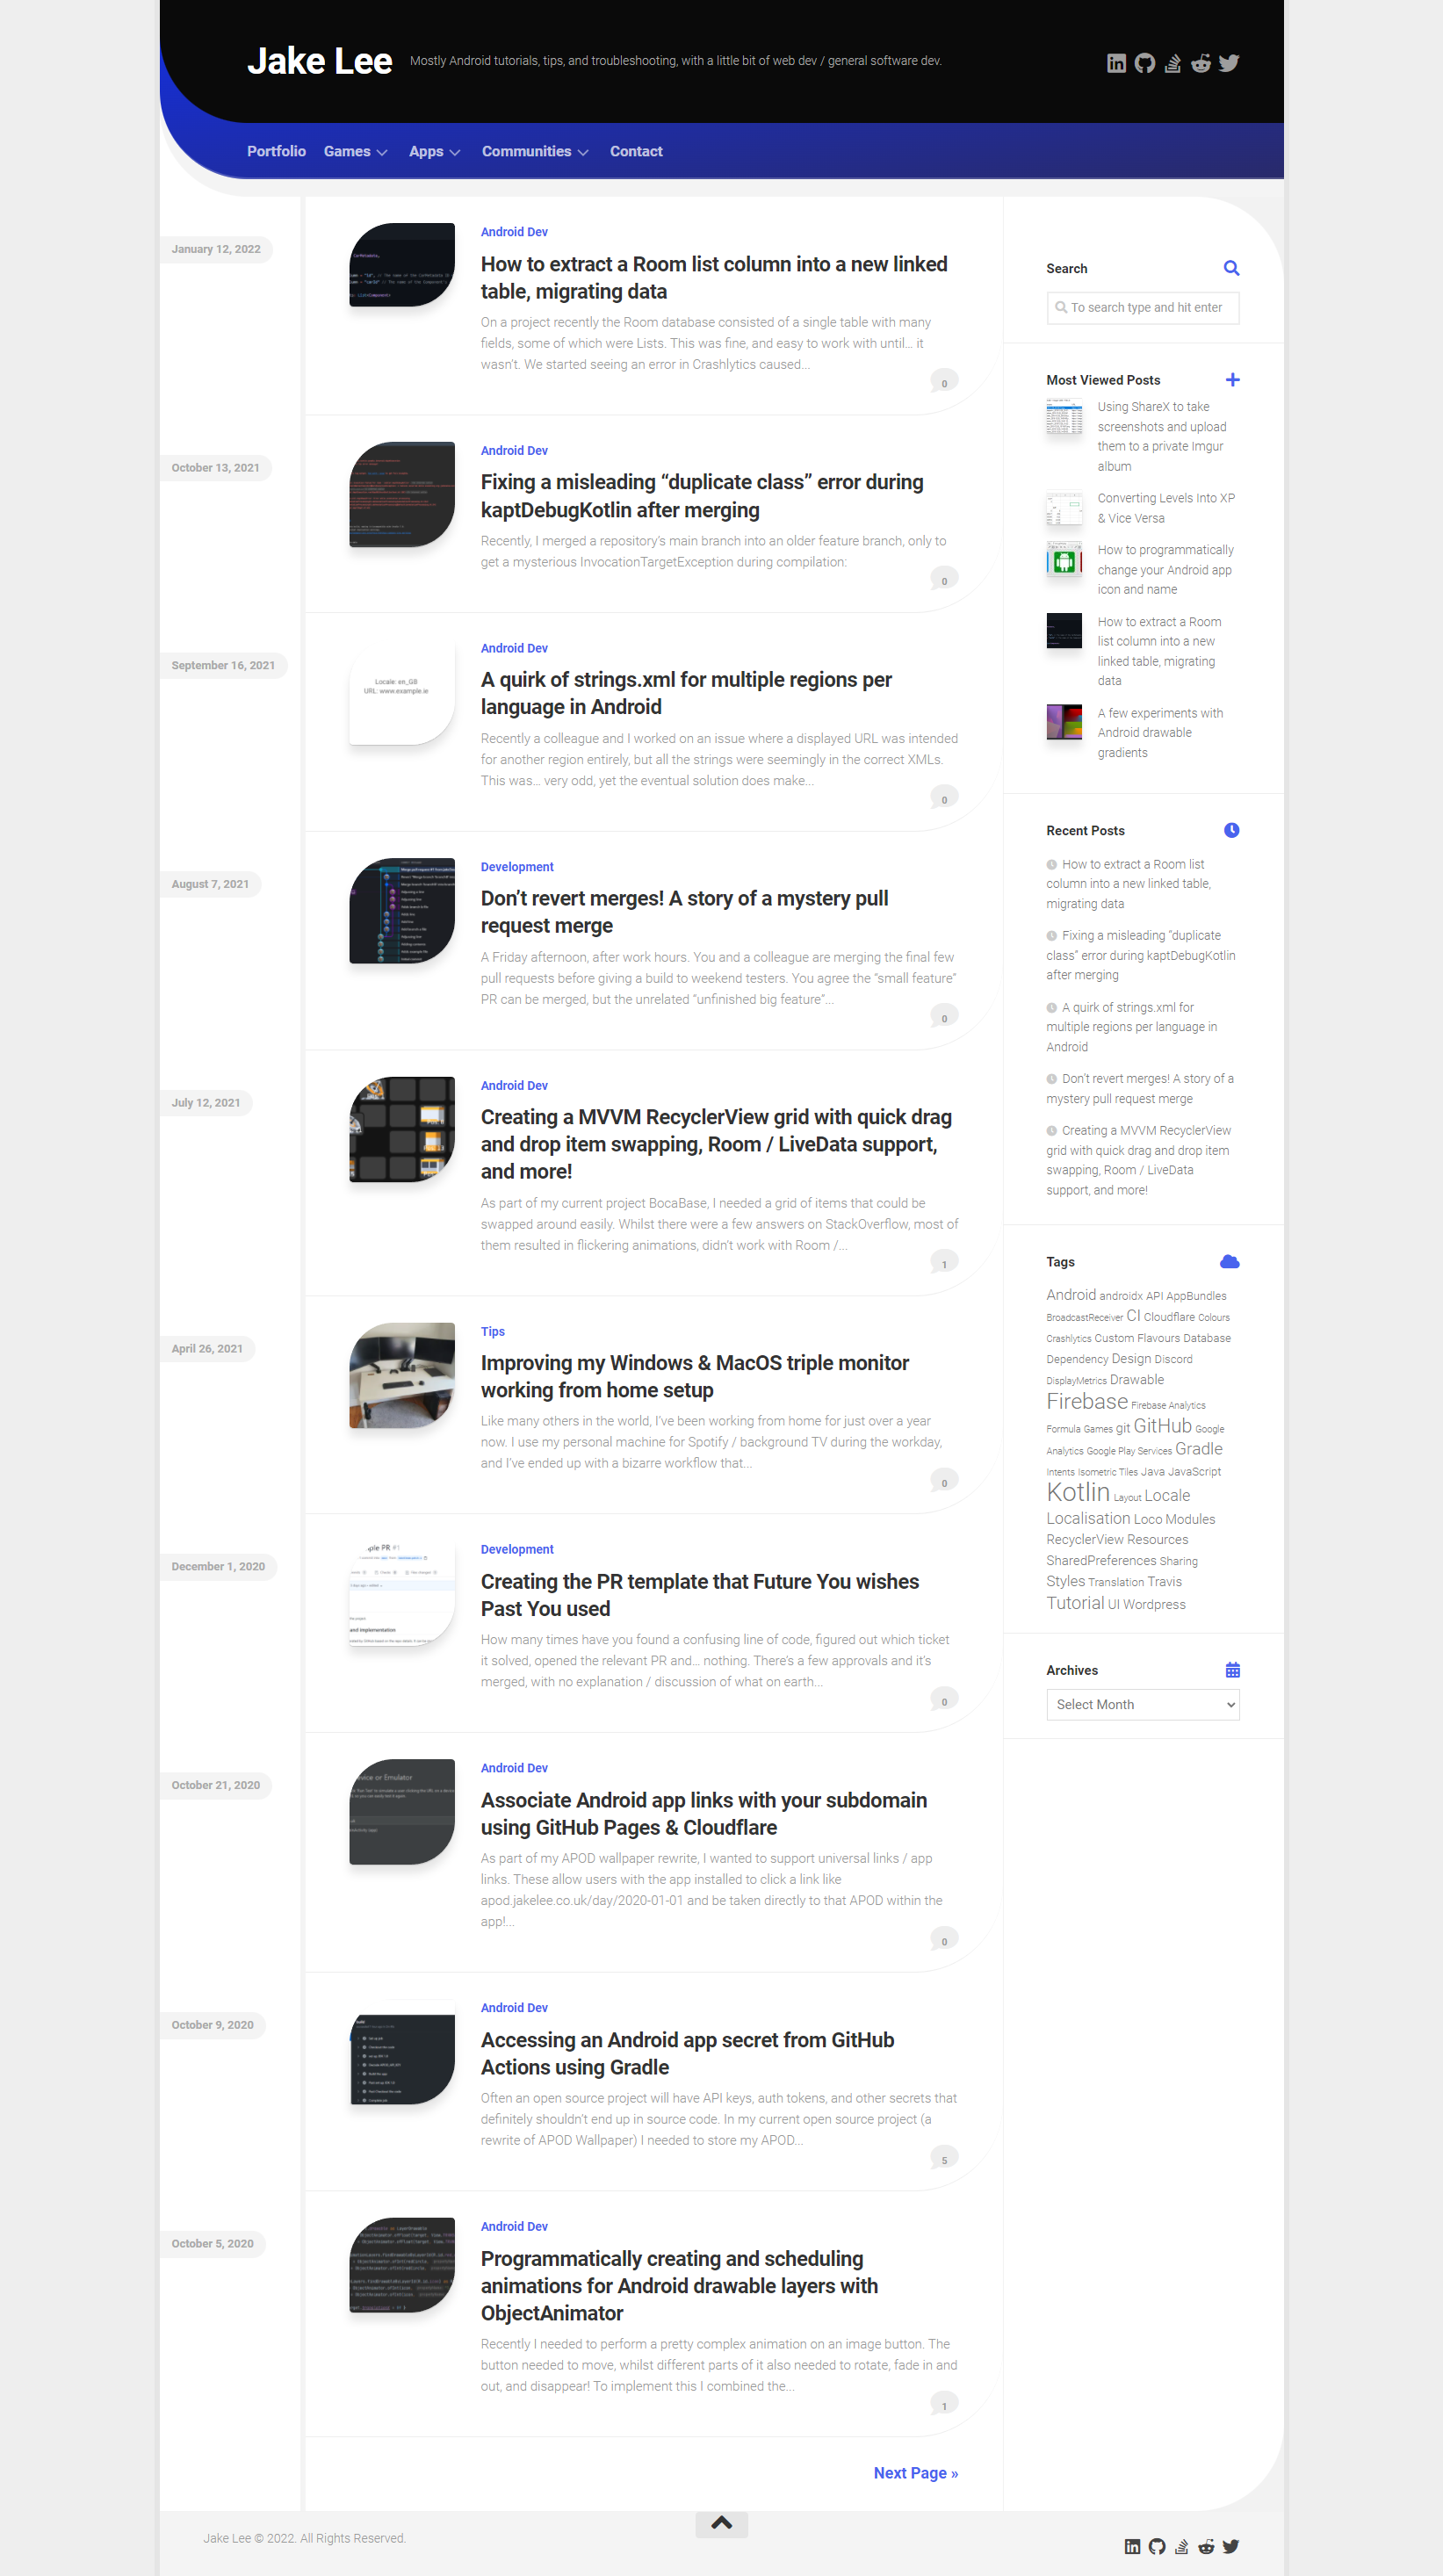 Jake Lee
Mostly Android tutorials, tips, and troubleshooting, with a little bit of web dev / general software dev.
Portfolio Games Apps Communities Contact
January 12, 2022
Android Dev
How to extract a Room list column into a new linked
table, migrating data
On a project recently the Room database consisted of a single table with many
fields, some of which were Lists. This was fine, and easy to work with until... it
wasn't. We started seeing an error in Crashlytics caused...
0
October 13, 2021
Android Dev
Fixing a misleading “duplicate class” error during
kaptDebugKotlin after merging
Recently, I merged a repository's main branch into an older feature branch, only to
get a mysterious InvocationTargetException during compilation:
0
September 16, 2021
Locale: en_GB
URL: www.example.ie
Android Dev
A quirk of strings.xml for multiple regions per
language in Android
Recently a colleague and I worked on an issue where a displayed URL was intended
for another region entirely, but all the strings were seemingly in the correct XMLs.
This was... very odd, yet the eventual solution does make...
0
August 7, 2021
Development
Don't revert merges! A story of a mystery pull
request merge
A Friday afternoon, after work hours. You and a colleague are merging the final few
pull requests before giving a build to weekend testers. You agree the “small feature”
PR can be merged, but the unrelated “unfinished big feature”...
0
July 12, 2021
Android Dev
Creating a MVVM RecyclerView grid with quick drag
and drop item swapping, Room / LiveData support,
and more!
As part of my current project BocaBase, I needed a grid of items that could be
swapped around easily. Whilst there were a few answers on StackOverflow, most of
them resulted in flickering animations, didn't work with Room /...
1
April 26, 2021
Tips
Improving my Windows & MacOS triple monitor
working from home setup
Like many others in the world, I've been working from home for just over a year
now. I use my personal machine for Spotify / background TV during the workday,
and I've ended up with a bizarre workflow that...
0
December 1, 2020
Development
Creating the PR template that Future You wishes
Past You used
How many times have you found a confusing line of code, figured out which ticket
it solved, opened the relevant PR and... nothing. There's a few approvals and it's
merged, with no explanation / discussion of what on earth...
0
October 21, 2020
Android Dev
Associate Android app links with your subdomain
using GitHub Pages & Cloudflare
As part of my APOD wallpaper rewrite, I wanted to support universal links / app
links. These allow users with the app installed to click a link like
apod.jakelee.co.uk/day/2020-01-01 and be taken directly to that APOD within the
app!...
0
October 9, 2020
Android Dev
Accessing an Android app secret from GitHub
Actions using Gradle
Often an open source project will have API keys, auth tokens, and other secrets that
definitely shouldn't end up in source code. In my current open source project (a
rewrite of APOD Wallpaper) I needed to store my APOD...
5
October 5, 2020
Android Dev
Programmatically creating and scheduling
animations for Android drawable layers with
ObjectAnimator
Recently I needed to perform a pretty complex animation on an image button. The
button needed to move, whilst different parts of it also needed to rotate, fade in and
out, and disappear! To implement this I combined the...
1
Next Page »
Search
To search type and hit enter
Most Viewed Posts
Using ShareX to take
screenshots and upload
them to a private Imgur
album
Converting Levels Into XP
& Vice Versa
How to programmatically
change your Android app
icon and name
How to extract a Room
list column into a new
linked table, migrating
data
A few experiments with
Android drawable
gradients
Recent Posts
How to extract a Room list
column into a new linked table,
migrating data
Fixing a misleading “duplicate
class” error during kaptDebugKotlin
after merging
A quirk of strings.xml for
multiple regions per language in
Android
Don't revert merges! A story of a
mystery pull request merge
Creating a MVVM RecyclerView
grid with quick drag and drop item
swapping, Room / LiveData
support, and more!
Tags
Android androidx API AppBundles
BroadcastReceiver CI Cloudflare Colours
Crashlytics Custom Flavours Database
Dependency Design Discord
DisplayMetrics Drawable
Firebase Firebase Analytics
Formula Games git GitHub Google
Analytics Google Play Services Gradle
Intents Isometric Tiles Java JavaScript
Kotlin Layout Locale
Localisation Loco Modules
RecyclerView Resources
SharedPreferences Sharing
Styles Translation Travis
Tutorial UI Wordpress
Archives
Select Month
Jake Lee © 2022. All Rights Reserved.